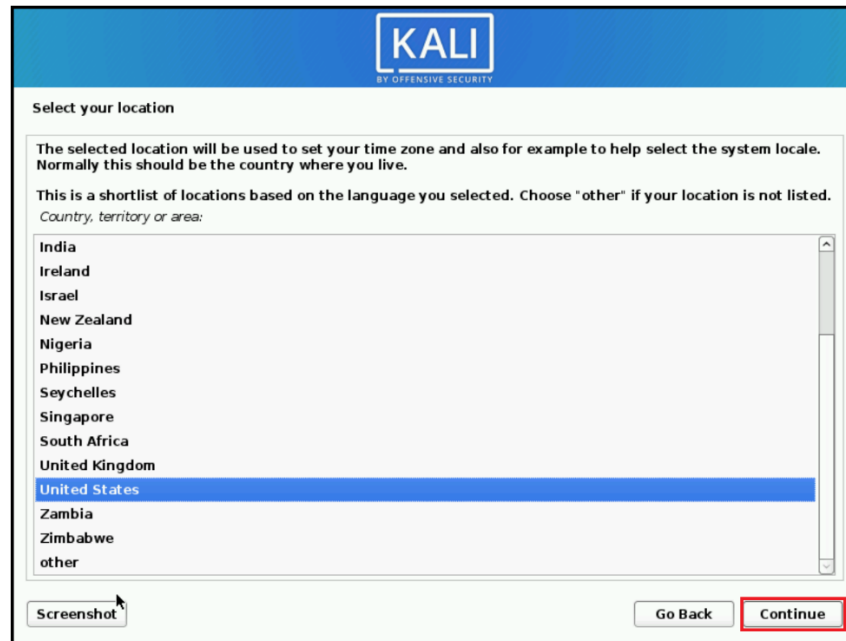 KALI
BY OFFENSIVE SECURITY
Select your location
The selected location will be used to set your time zone and also for example to help select the system locale.
Normally this should be the country where you live.
This is a shortlist of locations based on the language you selected. Choose "other" if your location is not listed.
Country, territory or area:
India
Ireland
Israel
New Zealand
Nigeria
Philippines
Seychelles
Singapore
South Africa
United Kingdom
United States
Zambia
Zimbabwe
other
Screenshot
Go Back
Continue